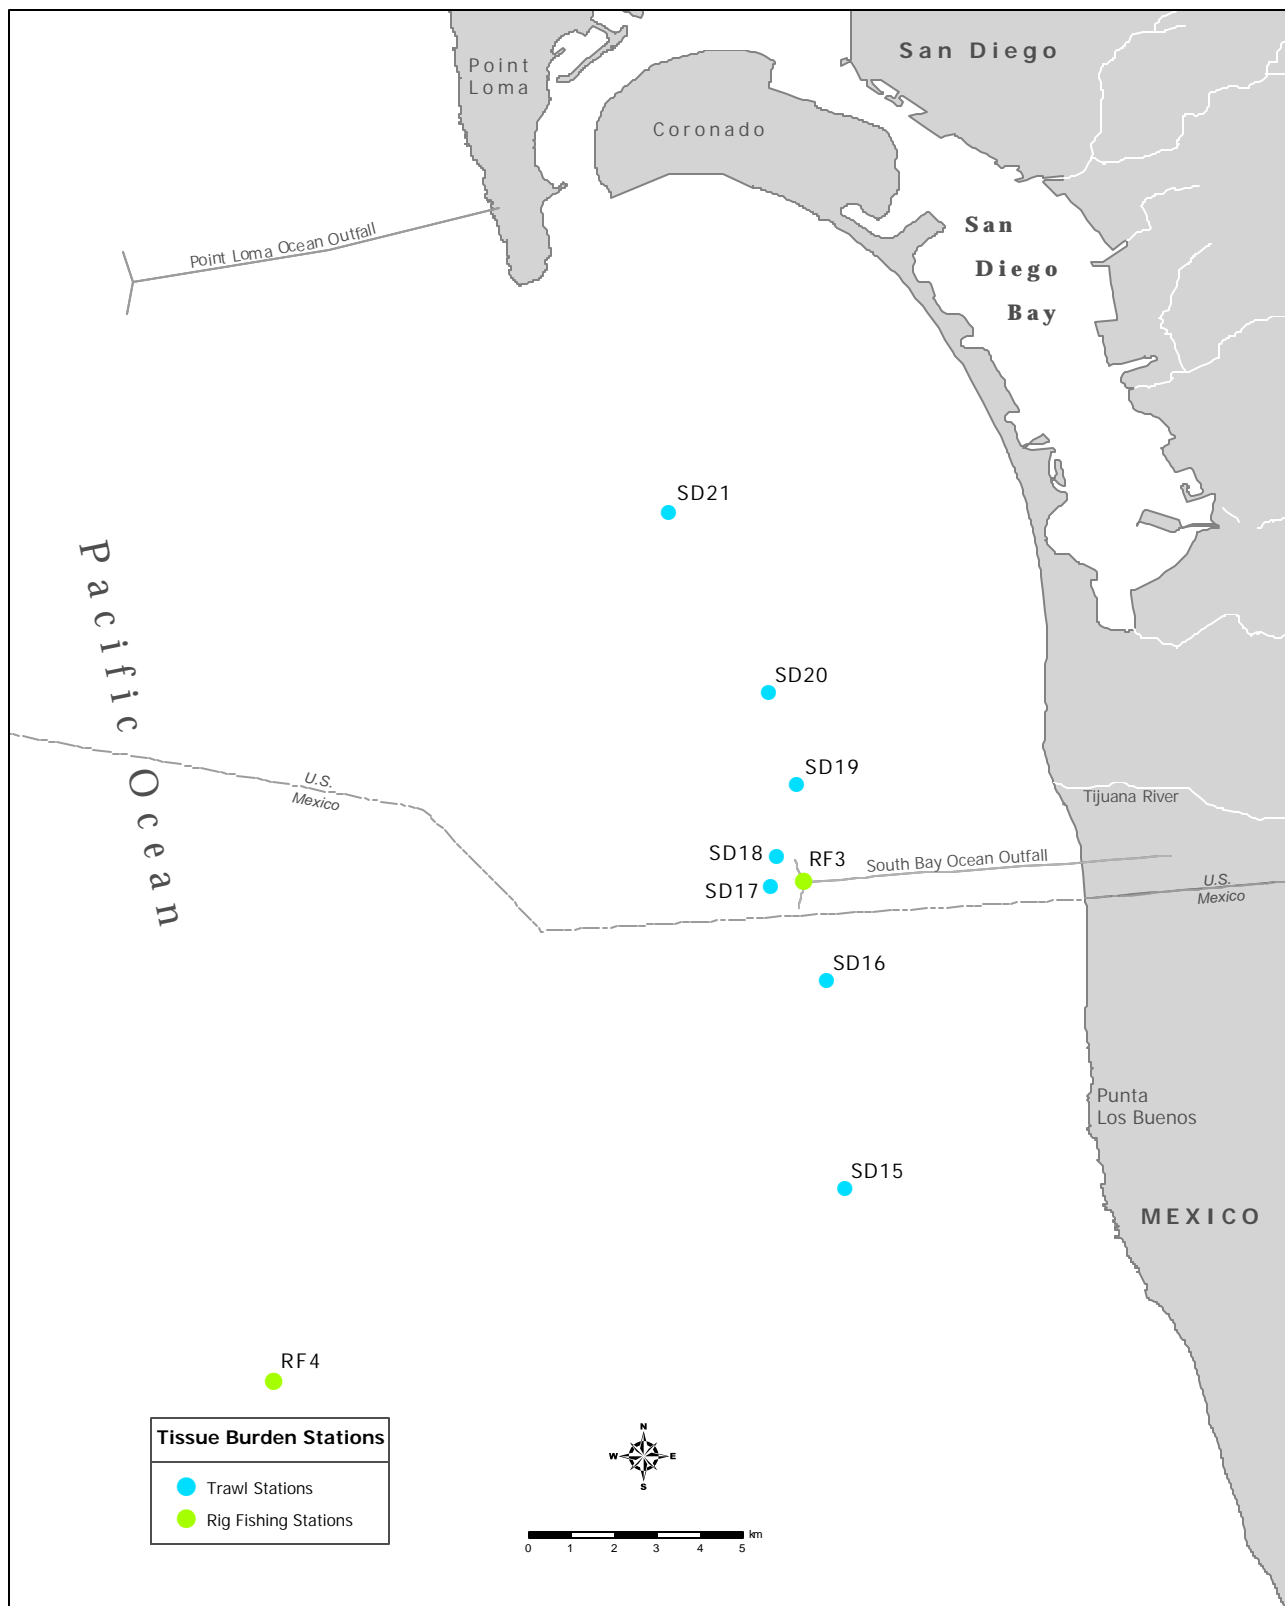 San Diego
Point
Loma
Coronado
San
Diego
Bay
Point Loma Ocean Outfall
SD21
Pacific Ocean
SD20
SD19
U.S.
Mexico
Tijuana River
SD18
RF3
South Bay Ocean Outfall
SD17
U.S.
Mexico
SD16
Punta
Los Buenos
SD15
MEXICO
RF4
Tissue Burden Stations
Trawl Stations
Rig Fishing Stations
N
W E
S
km
0 1 2 3 4 5